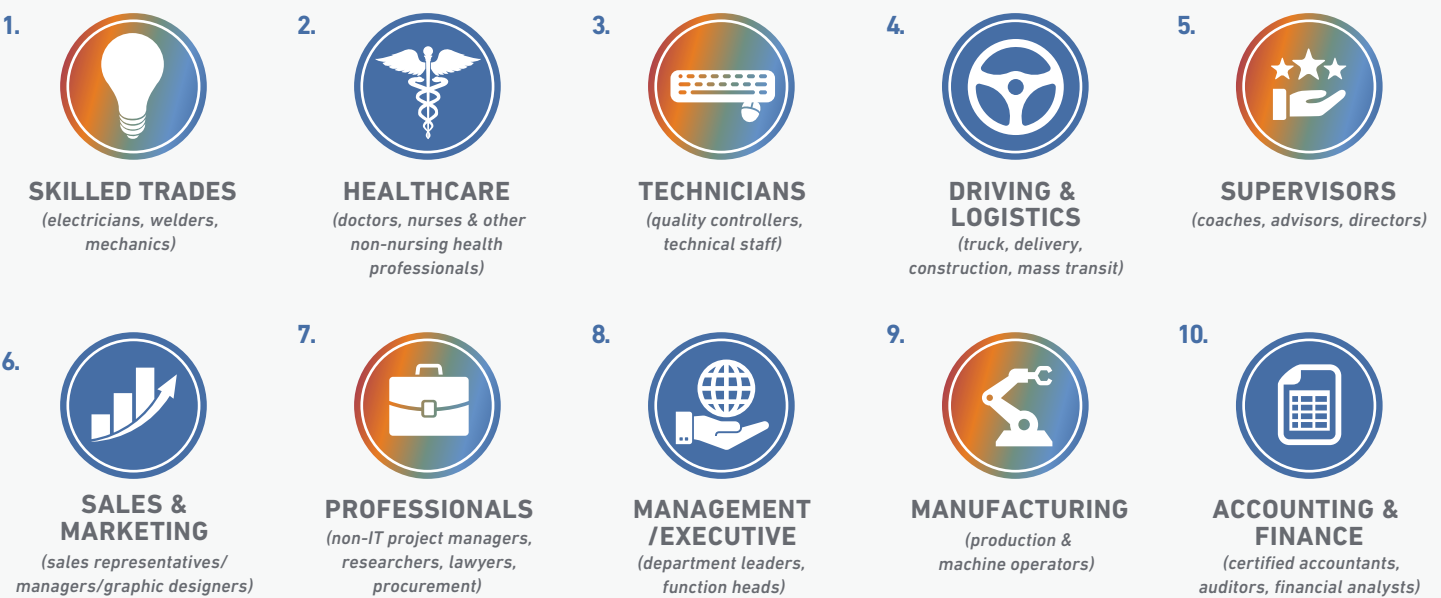 1.
SKILLED TRADES
(electricians, welders,
mechanics)
2.
HEALTHCARE
(doctors, nurses & other
non-nursing health
professionals)
3.
TECHNICIANS
(quality controllers,
technical staff)
4.
DRIVING &
LOGISTICS
(truck, delivery,
construction, mass transit)
5.
SUPERVISORS
(coaches, advisors, directors)
6.
SALES &
MARKETING
(sales representatives/
managers/graphic designers)
7.
PROFESSIONALS
(non-IT project managers,
researchers, lawyers,
procurement)
8.
MANAGEMENT
/EXECUTIVE
(department leaders,
function heads)
9.
MANUFACTURING
(production &
machine operators)
10.
ACCOUNTING &
FINANCE
(certified accountants,
auditors, financial analysts)